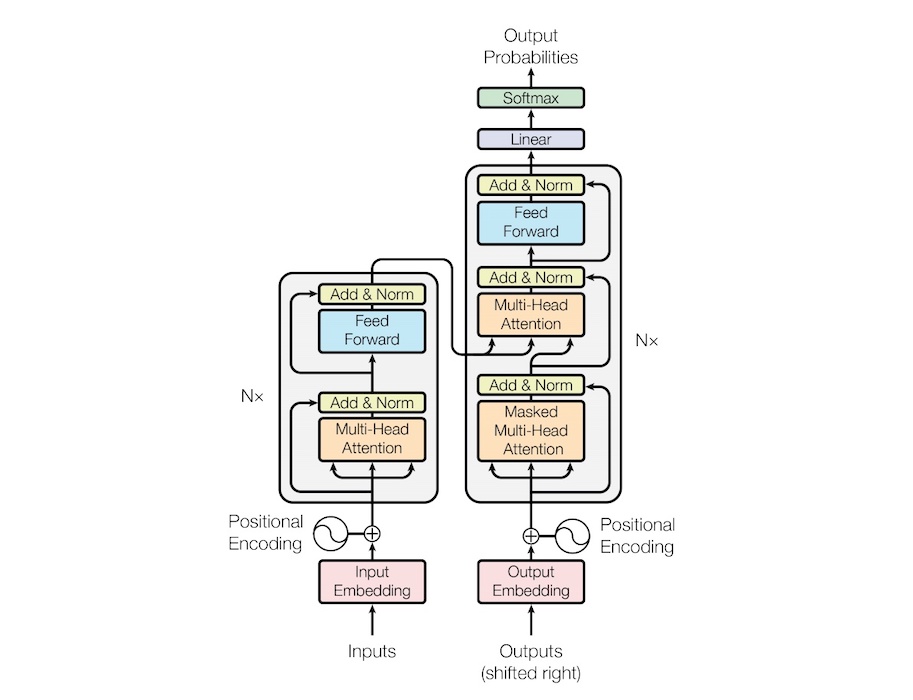 Output
Probabilities
Softmax
Linear
Add & Norm
Feed
Forward
Add & Norm
Multi-Head
Attention
Add & Norm
Masked
Multi-Head
Attention
N×
Add & Norm
Feed
Forward
Add & Norm
Multi-Head
Attention
N×
Positional
Encoding
Positional
Encoding
Input
Embedding
Output
Embedding
Inputs
Outputs
(shifted right)